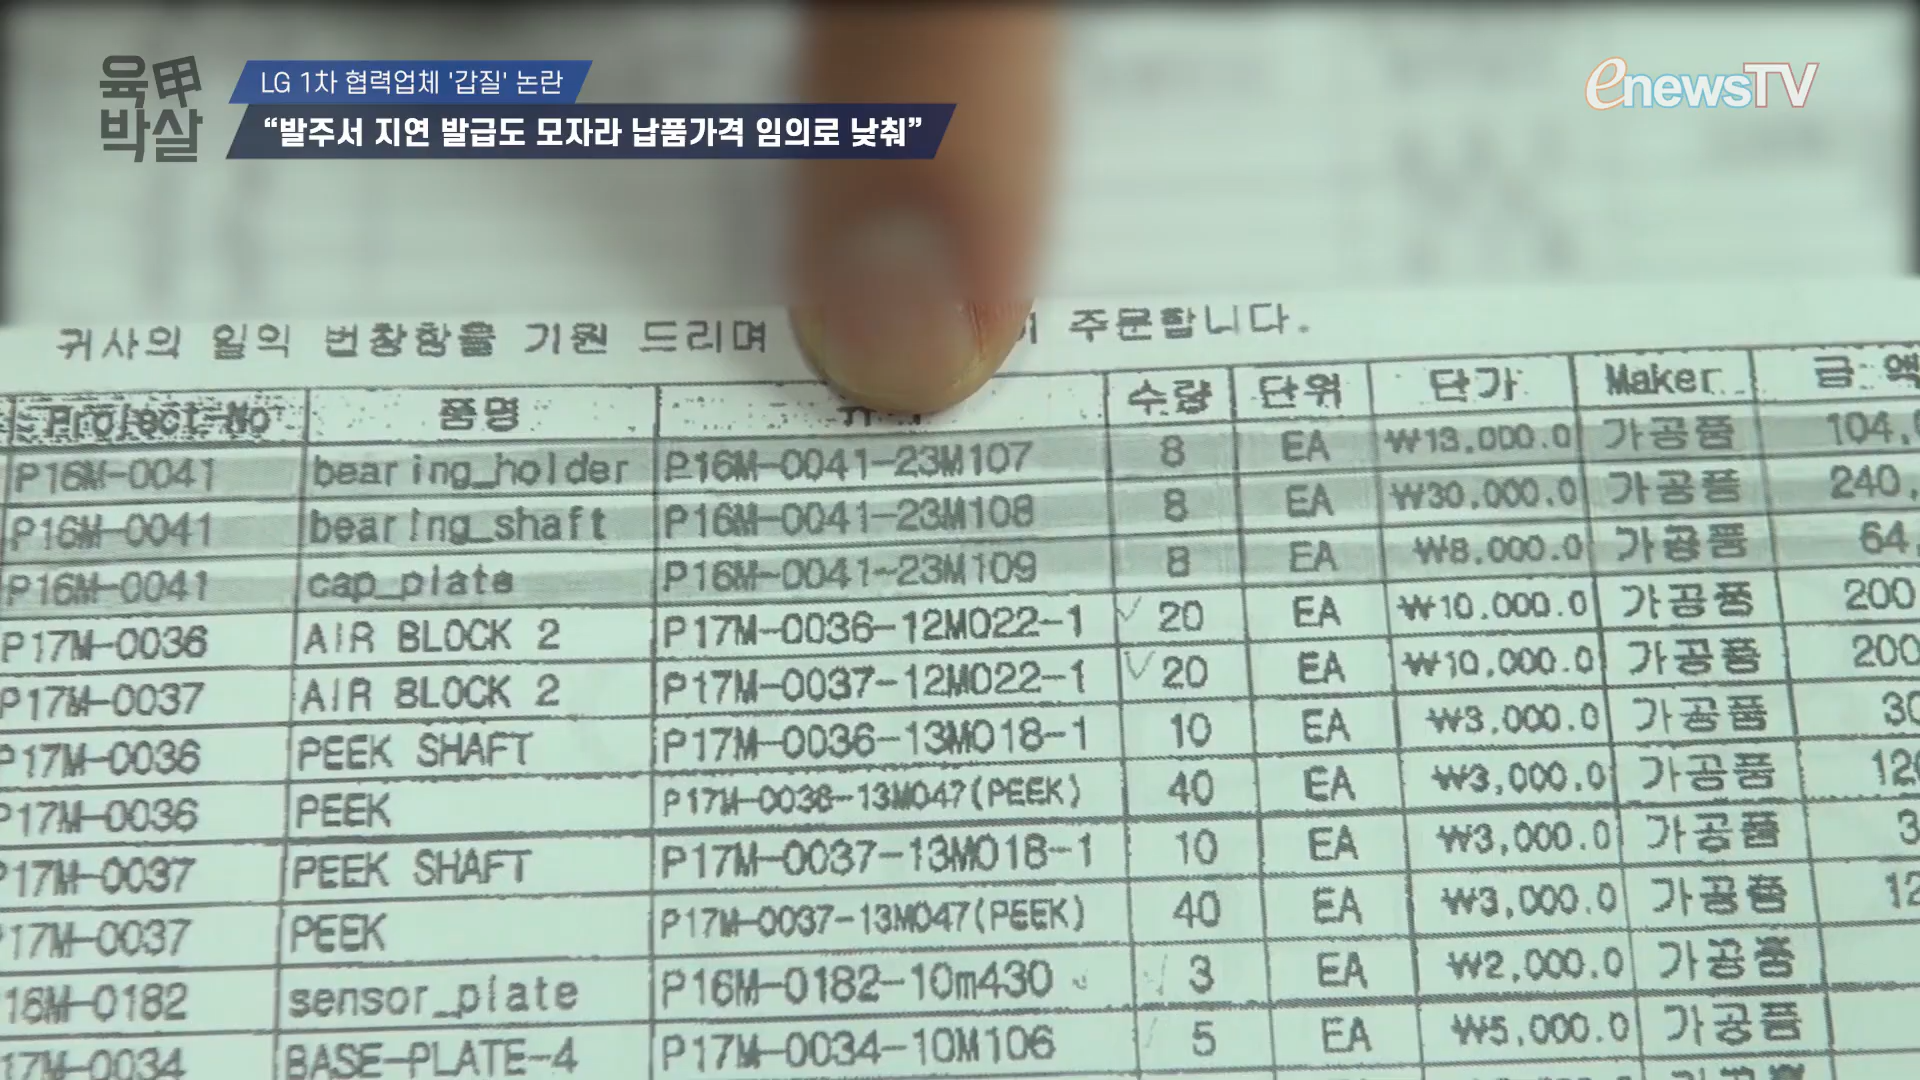 육甲
박살
LG 1차 협력업체 '갑질' 논란
“발주서 지연 발급도 모자라 납품가격 임의로 낮춰”
enewsTV
귀사의 일의 번창함을 기원 드리며 주문합니다.
Project No 품명 수량 단위 단가 Maker 금 액
P16M-0041 bearing_holder P16M-0041-23M107 8 EA ₩13,000.0 가공품 104,
P16M-0041 bearing_shaft P16M-0041-23M108 8 EA ₩30,000.0 가공품 240,
P16M-0041 cap_plate P16M-0041-23M109 8 EA ₩8,000.0 가공품 64,
P17M-0036 AIR BLOCK 2 P17M-0036-12M022-1 20 EA ₩10,000.0 가공품 200
P17M-0037 AIR BLOCK 2 P17M-0037-12M022-1 20 EA ₩10,000.0 가공품 200
P17M-0036 PEEK SHAFT P17M-0036-13M018-1 10 EA ₩3,000.0 가공품 30
P17M-0036 PEEK P17M-0036-13M047(PEEK) 40 EA ₩3,000.0 가공품 120
P17M-0037 PEEK SHAFT P17M-0037-13M018-1 10 EA ₩3,000.0 가공품 3
P17M-0037 PEEK P17M-0037-13M047(PEEK) 40 EA ₩3,000.0 가공품 12
16M-0182 sensor_plate P16M-0182-10m430 3 EA ₩2,000.0 가공품
17M-0034 BASE-PLATE-4 P17M-0034-10M106 5 EA ₩5,000.0 가공품